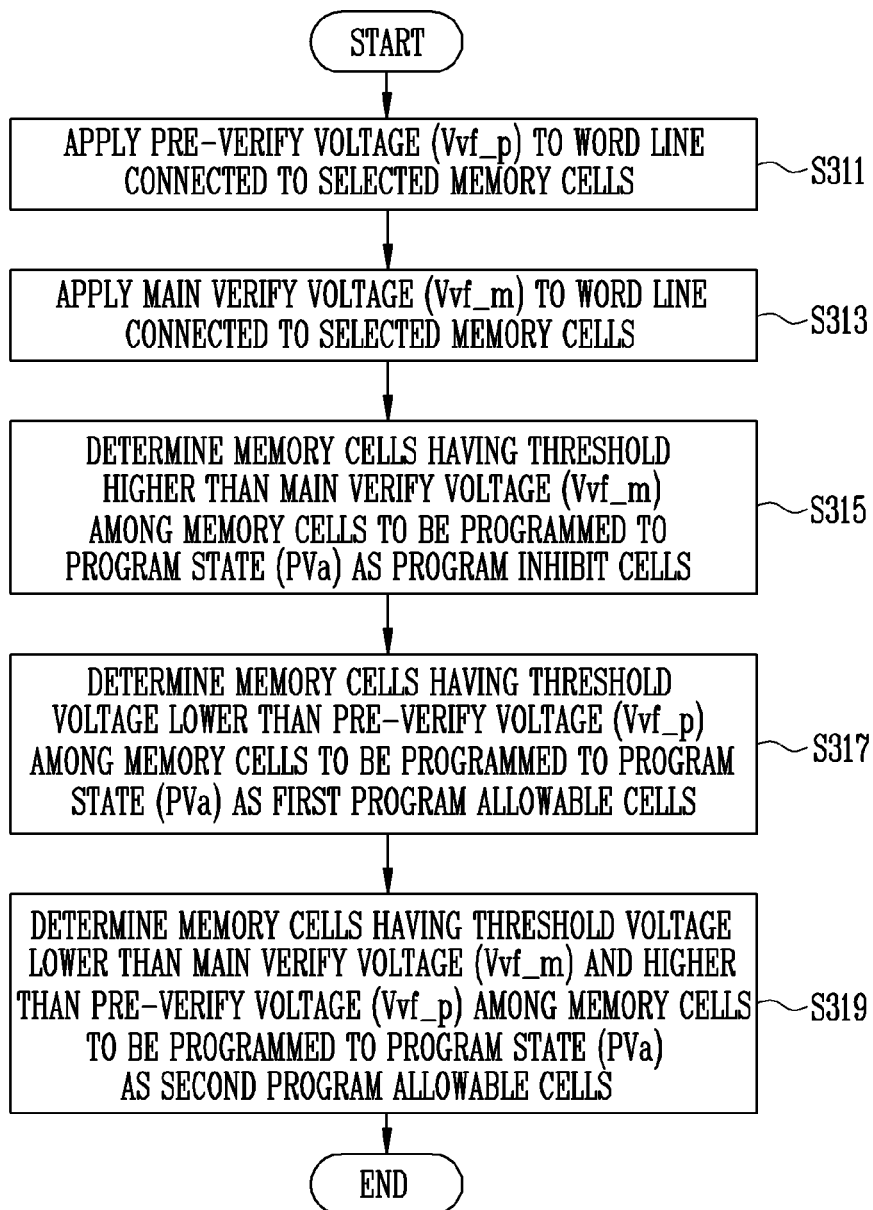 START
APPLY PRE-VERIFY VOLTAGE (Vvf_p) TO WORD LINE
CONNECTED TO SELECTED MEMORY CELLS
S311
APPLY MAIN VERIFY VOLTAGE (Vvf_m) TO WORD LINE
CONNECTED TO SELECTED MEMORY CELLS
S313
DETERMINE MEMORY CELLS HAVING THRESHOLD
HIGHER THAN MAIN VERIFY VOLTAGE (Vvf_m)
AMONG MEMORY CELLS TO BE PROGRAMMED TO
PROGRAM STATE (PVa) AS PROGRAM INHIBIT CELLS
S315
DETERMINE MEMORY CELLS HAVING THRESHOLD
VOLTAGE LOWER THAN PRE-VERIFY VOLTAGE (Vvf_p)
AMONG MEMORY CELLS TO BE PROGRAMMED TO PROGRAM
STATE (PVa) AS FIRST PROGRAM ALLOWABLE CELLS
S317
DETERMINE MEMORY CELLS HAVING THRESHOLD VOLTAGE
LOWER THAN MAIN VERIFY VOLTAGE (Vvf_m) AND HIGHER
THAN PRE-VERIFY VOLTAGE (Vvf_p) AMONG MEMORY CELLS
TO BE PROGRAMMED TO PROGRAM STATE (PVa)
AS SECOND PROGRAM ALLOWABLE CELLS
S319
END